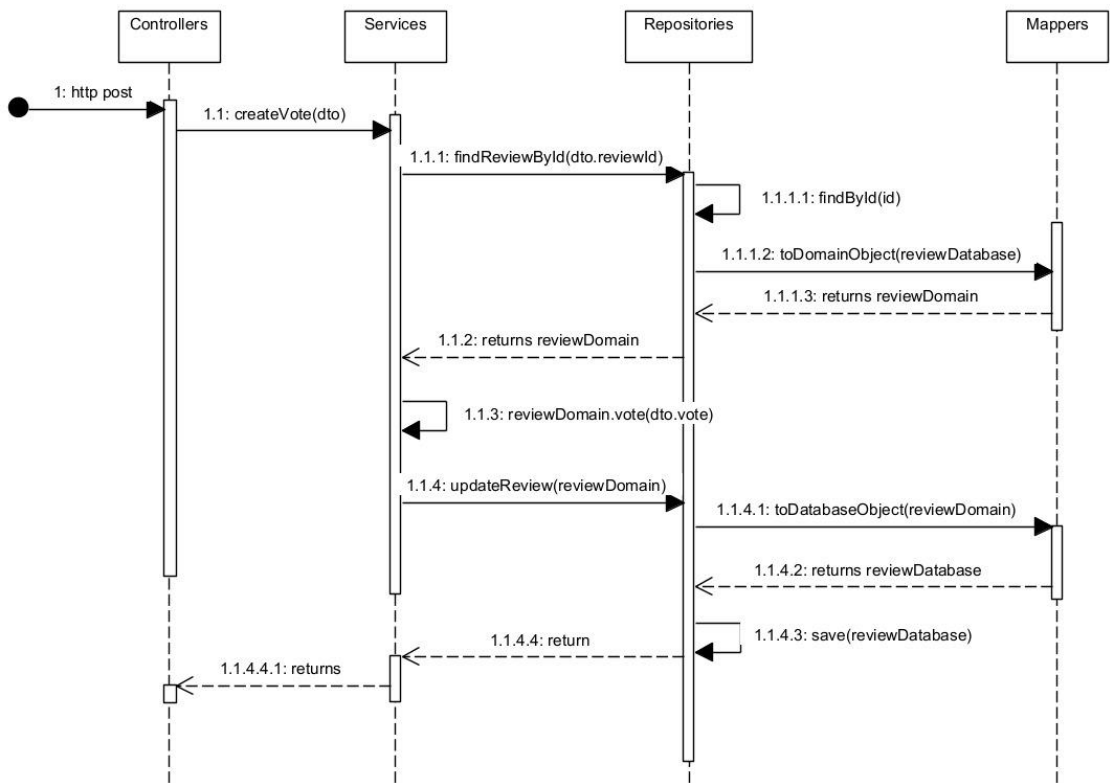 Controllers
Services
Repositories
Mappers
1: http post
1.1: createVote(dto)
1.1.1: findReviewById(dto.reviewId)
1.1.1.1: findById(id)
1.1.1.2: toDomainObject(reviewDatabase)
1.1.1.3: returns reviewDomain
1.1.2: returns reviewDomain
1.1.3: reviewDomain.vote(dto.vote)
1.1.4: updateReview(reviewDomain)
1.1.4.1: toDatabaseObject(reviewDomain)
1.1.4.2: returns reviewDatabase
1.1.4.3: save(reviewDatabase)
1.1.4.4: return
1.1.4.4.1: returns